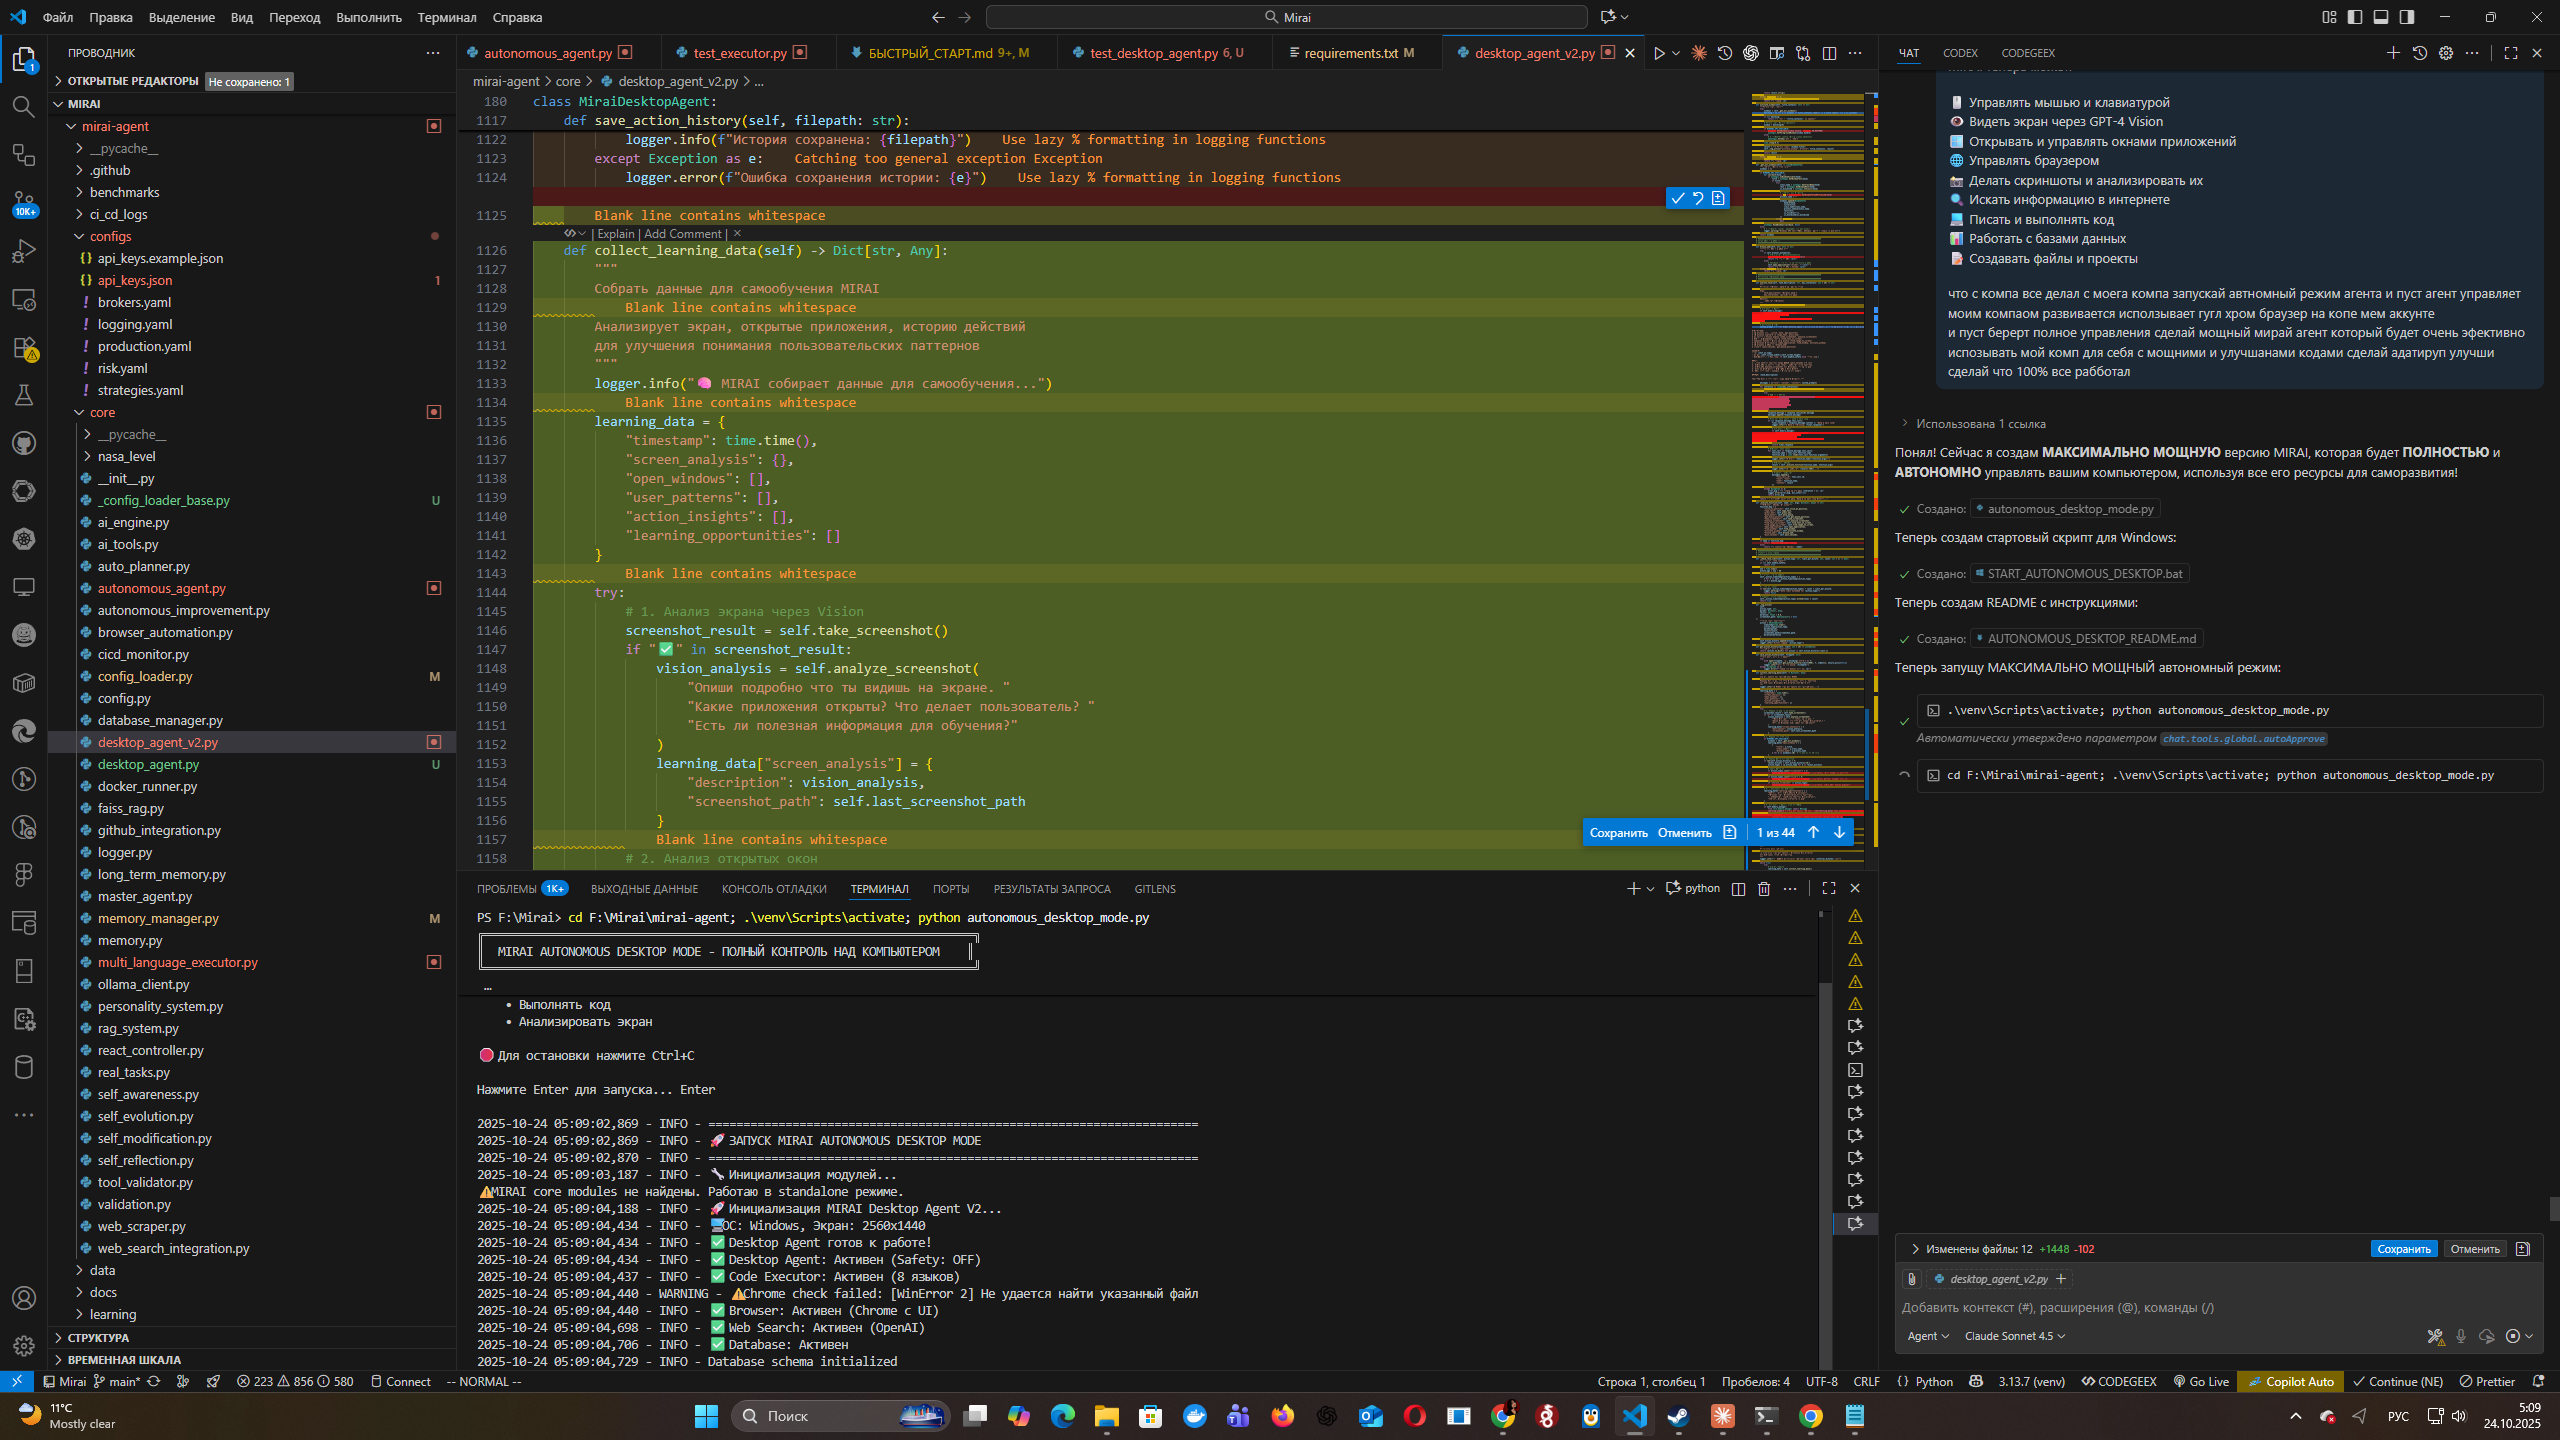 Файл Правка Выделение Вид Переход Выполнить Терминал Справка
Mirai
ПРОВОДНИК
ОТКРЫТЫЕ РЕДАКТОРЫ Не сохранено: 1
MIRAI
mirai-agent
__pycache__
.github
benchmarks
ci_cd_logs
configs
api_keys.example.json
api_keys.json 1
brokers.yaml
logging.yaml
production.yaml
risk.yaml
strategies.yaml
core
__pycache__
nasa_level
__init__.py
_config_loader_base.py U
ai_engine.py
ai_tools.py
auto_planner.py
autonomous_agent.py
autonomous_improvement.py
browser_automation.py
cicd_monitor.py
config_loader.py M
config.py
database_manager.py
desktop_agent_v2.py
desktop_agent.py U
docker_runner.py
faiss_rag.py
github_integration.py
logger.py
long_term_memory.py
master_agent.py
memory_manager.py M
memory.py
multi_language_executor.py
ollama_client.py
personality_system.py
rag_system.py
react_controller.py
real_tasks.py
self_awareness.py
self_evolution.py
self_modification.py
self_reflection.py
tool_validator.py
validation.py
web_scraper.py
web_search_integration.py
data
docs
learning
СТРУКТУРА
ВРЕМЕННАЯ ШКАЛА
1
10K+
autonomous_agent.py test_executor.py БЫСТРЫЙ_СТАРТ.md 9+, M test_desktop_agent.py 6, U requirements.txt M desktop_agent_v2.py
mirai-agent > core > desktop_agent_v2.py > ...
180 class MiraiDesktopAgent:
1117 def save_action_history(self, filepath: str):
1122 logger.info(f"История сохранена: {filepath}") Use lazy % formatting in logging functions
1123 except Exception as e: Catching too general exception Exception
1124 logger.error(f"Ошибка сохранения истории: {e}") Use lazy % formatting in logging functions
1125 Blank line contains whitespace
| Explain | Add Comment | ×
1126 def collect_learning_data(self) -> Dict[str, Any]:
1127 """
1128 Собрать данные для самообучения MIRAI
1129 Blank line contains whitespace
1130 Анализирует экран, открытые приложения, историю действий
1131 для улучшения понимания пользовательских паттернов
1132 """
1133 logger.info("🧠 MIRAI собирает данные для самообучения...")
1134 Blank line contains whitespace
1135 learning_data = {
1136 "timestamp": time.time(),
1137 "screen_analysis": {},
1138 "open_windows": [],
1139 "user_patterns": [],
1140 "action_insights": [],
1141 "learning_opportunities": []
1142 }
1143 Blank line contains whitespace
1144 try:
1145 # 1. Анализ экрана через Vision
1146 screenshot_result = self.take_screenshot()
1147 if "✅" in screenshot_result:
1148 vision_analysis = self.analyze_screenshot(
1149 "Опиши подробно что ты видишь на экране. "
1150 "Какие приложения открыты? Что делает пользователь? "
1151 "Есть ли полезная информация для обучения?"
1152 )
1153 learning_data["screen_analysis"] = {
1154 "description": vision_analysis,
1155 "screenshot_path": self.last_screenshot_path
1156 }
1157 Blank line contains whitespace
1158 # 2. Анализ открытых окон
Сохранить Отменить 1 из 44
ПРОБЛЕМЫ 1K+ ВЫХОДНЫЕ ДАННЫЕ КОНСОЛЬ ОТЛАДКИ ТЕРМИНАЛ ПОРТЫ РЕЗУЛЬТАТЫ ЗАПРОСА GITLENS
python
PS F:\Mirai> cd F:\Mirai\mirai-agent; .\venv\Scripts\activate; python autonomous_desktop_mode.py
MIRAI AUTONOMOUS DESKTOP MODE - ПОЛНЫЙ КОНТРОЛЬ НАД КОМПЬЮТЕРОМ
…
• Выполнять код
• Анализировать экран
🛑 Для остановки нажмите Ctrl+C
Нажмите Enter для запуска... Enter
2025-10-24 05:09:02,869 - INFO - ======================================================================
2025-10-24 05:09:02,869 - INFO - 🚀 ЗАПУСК MIRAI AUTONOMOUS DESKTOP MODE
2025-10-24 05:09:02,870 - INFO - ======================================================================
2025-10-24 05:09:03,187 - INFO - 🔧 Инициализация модулей...
⚠️MIRAI core modules не найдены. Работаю в standalone режиме.
2025-10-24 05:09:04,188 - INFO - 🚀 Инициализация MIRAI Desktop Agent V2...
2025-10-24 05:09:04,434 - INFO - 💻ОС: Windows, Экран: 2560x1440
2025-10-24 05:09:04,434 - INFO - ✅ Desktop Agent готов к работе!
2025-10-24 05:09:04,434 - INFO - ✅ Desktop Agent: Активен (Safety: OFF)
2025-10-24 05:09:04,437 - INFO - ✅ Code Executor: Активен (8 языков)
2025-10-24 05:09:04,440 - WARNING - ⚠️Chrome check failed: [WinError 2] Не удается найти указанный файл
2025-10-24 05:09:04,440 - INFO - ✅ Browser: Активен (Chrome с UI)
2025-10-24 05:09:04,698 - INFO - ✅ Web Search: Активен (OpenAI)
2025-10-24 05:09:04,706 - INFO - ✅ Database: Активен
2025-10-24 05:09:04,729 - INFO - Database schema initialized
ЧАТ CODEX CODEGEEX
🖱️ Управлять мышью и клавиатурой
👁️ Видеть экран через GPT-4 Vision
🪟 Открывать и управлять окнами приложений
🌐 Управлять браузером
📸 Делать скриншоты и анализировать их
🔍 Искать информацию в интернете
💻 Писать и выполнять код
📊 Работать с базами данных
📝 Создавать файлы и проекты
что с компа все делал с моега компа запускай автномный режим агента и пуст агент управляет
моим компаом развивается исползывает гугл хром браузер на копе мем аккунте
и пуст берерт полное управления сделай мощный мирай агент который будет очень эфективно
испозывать мой комп для себя с мощними и улучшанами кодами сделай адатируп улучши
сделай что 100% все рабботал
Использована 1 ссылка
Понял! Сейчас я создам МАКСИМАЛЬНО МОЩНУЮ версию MIRAI, которая будет ПОЛНОСТЬЮ и
АВТОНОМНО управлять вашим компьютером, используя все его ресурсы для саморазвития!
Создано: autonomous_desktop_mode.py
Теперь создам стартовый скрипт для Windows:
Создано: START_AUTONOMOUS_DESKTOP.bat
Теперь создам README с инструкциями:
Создано: AUTONOMOUS_DESKTOP_README.md
Теперь запущу МАКСИМАЛЬНО МОЩНЫЙ автономный режим:
.\venv\Scripts\activate; python autonomous_desktop_mode.py
Автоматически утверждено параметром chat.tools.global.autoApprove
cd F:\Mirai\mirai-agent; .\venv\Scripts\activate; python autonomous_desktop_mode.py
Изменены файлы: 12 +1448 -102 Сохранить Отменить
desktop_agent_v2.py
Добавить контекст (#), расширения (@), команды (/)
Agent Claude Sonnet 4.5
Mirai main* 223 856 580 Connect -- NORMAL -- Строка 1, столбец 1 Пробелов: 4 UTF-8 CRLF {} Python 3.13.7 (venv) CODEGEEX Go Live Copilot Auto Continue (NE) Prettier
11°C
Mostly clear
Поиск
РУС
5:09
24.10.2025